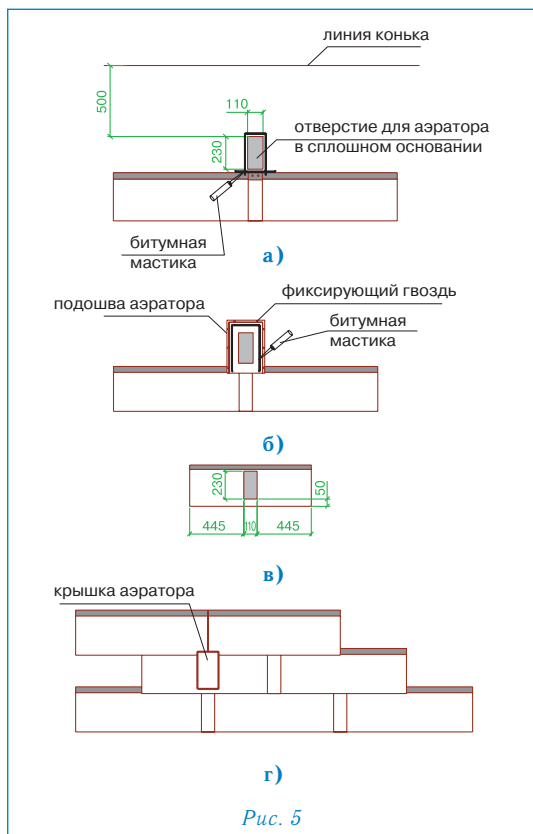 линия конька
500
110
230
отверстие для аэратора
в сплошном основании
битумная
мастика
а)
подошва аэратора
фиксирующий гвоздь
битумная
мастика
б)
230
50
445
110
445
в)
крышка аэратора
г)
Рис. 5